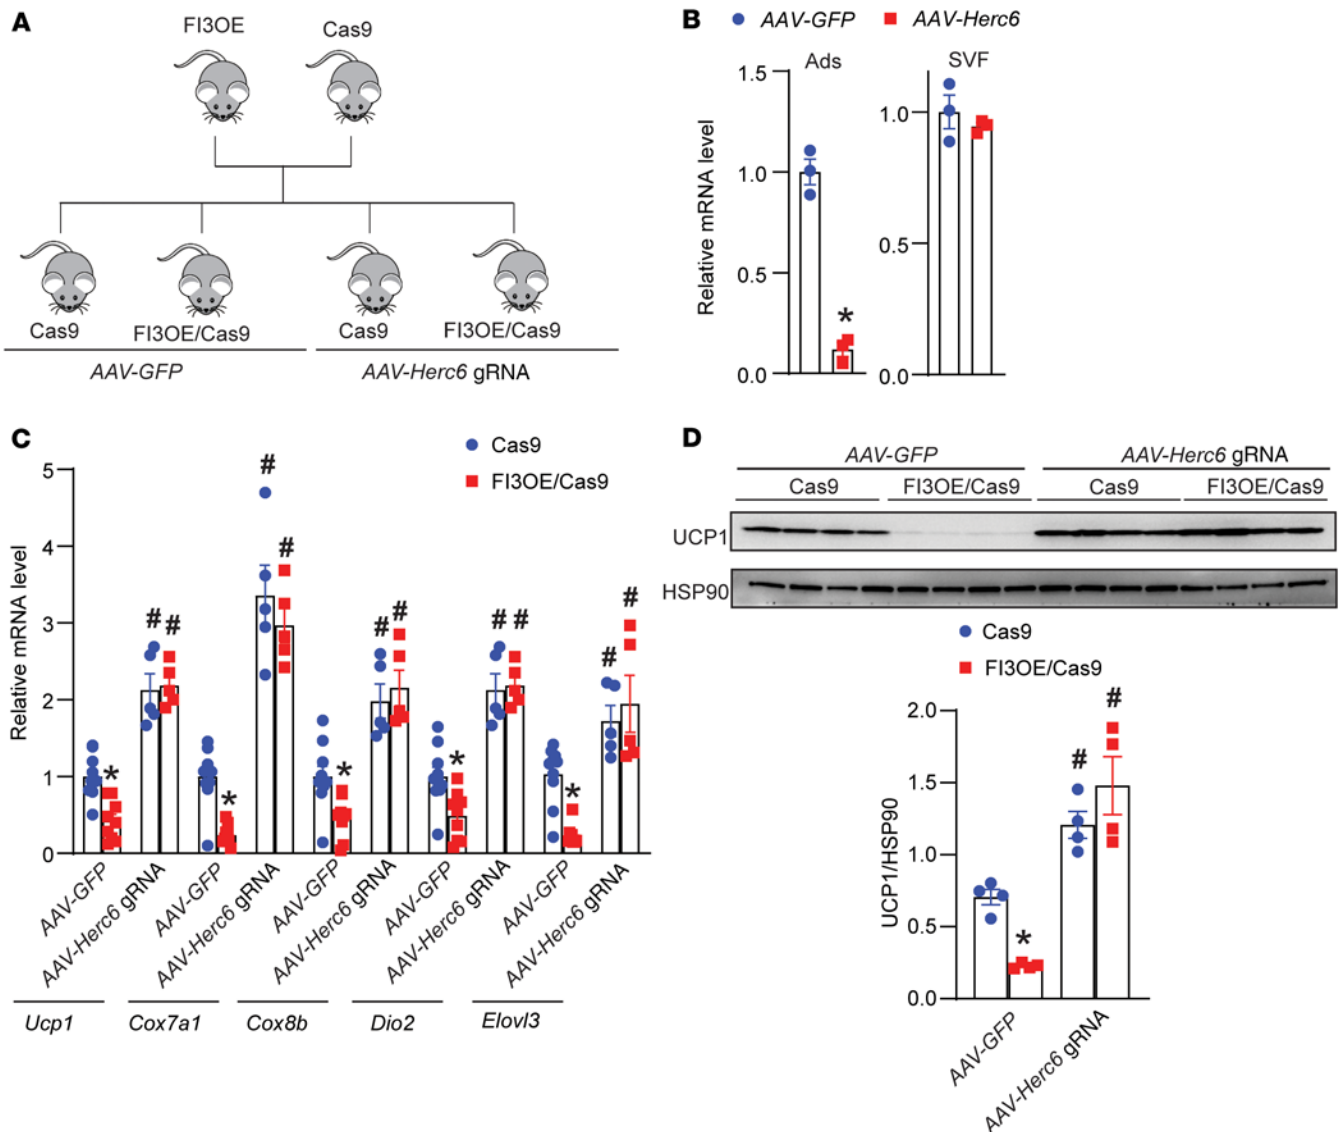 A
FI3OE
Cas9
Cas9
FI3OE/Cas9
Cas9
FI3OE/Cas9
AAV-GFP
AAV-Herc6 gRNA
B
AAV-GFP
AAV-Herc6
Ads
SVF
Relative mRNA level
1.5
1.0
0.5
0.0
*
1.0
0.5
0.0
C
Cas9
FI3OE/Cas9
Relative mRNA level
5
4
3
2
1
0
*
#
#
*
#
#
*
#
#
*
#
#
*
#
#
AAV-GFP
AAV-Herc6 gRNA
AAV-GFP
AAV-Herc6 gRNA
AAV-GFP
AAV-Herc6 gRNA
AAV-GFP
AAV-Herc6 gRNA
AAV-GFP
AAV-Herc6 gRNA
Ucp1
Cox7a1
Cox8b
Dio2
Elovl3
D
AAV-GFP
AAV-Herc6 gRNA
Cas9
FI3OE/Cas9
Cas9
FI3OE/Cas9
UCP1
HSP90
Cas9
FI3OE/Cas9
UCP1/HSP90
2.0
1.5
1.0
0.5
0.0
*
#
#
AAV-GFP
AAV-Herc6 gRNA